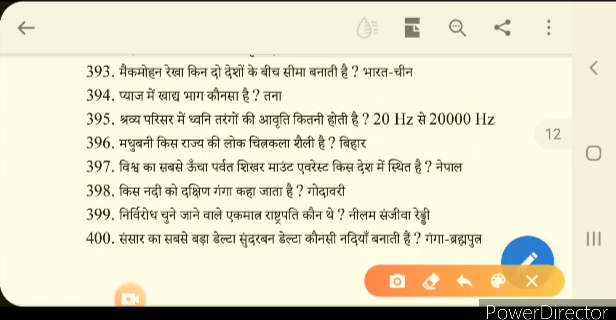 393. मैकमोहन रेखा किन दो देशों के बीच सीमा बनाती है ? भारत-चीन
394. प्याज में खाद्य भाग कौनसा है ? तना
395. श्रव्य परिसर में ध्वनि तरंगों की आवृति कितनी होती है ? 20 Hz से 20000 Hz
396. मधुबनी किस राज्य की लोक चित्रकला शैली है ? बिहार
397. विश्व का सबसे ऊँचा पर्वत शिखर माउंट एवरेस्ट किस देश में स्थित है ? नेपाल
398. किस नदी को दक्षिण गंगा कहा जाता है ? गोदावरी
399. निर्विरोध चुने जाने वाले एकमात्र राष्ट्रपति कौन थे ? नीलम संजीवा रेड्डी
400. संसार का सबसे बड़ा डेल्टा सुंदरबन डेल्टा कौनसी नदियाँ बनाती हैं ? गंगा-ब्रह्मपुत्र
12
PowerDirector